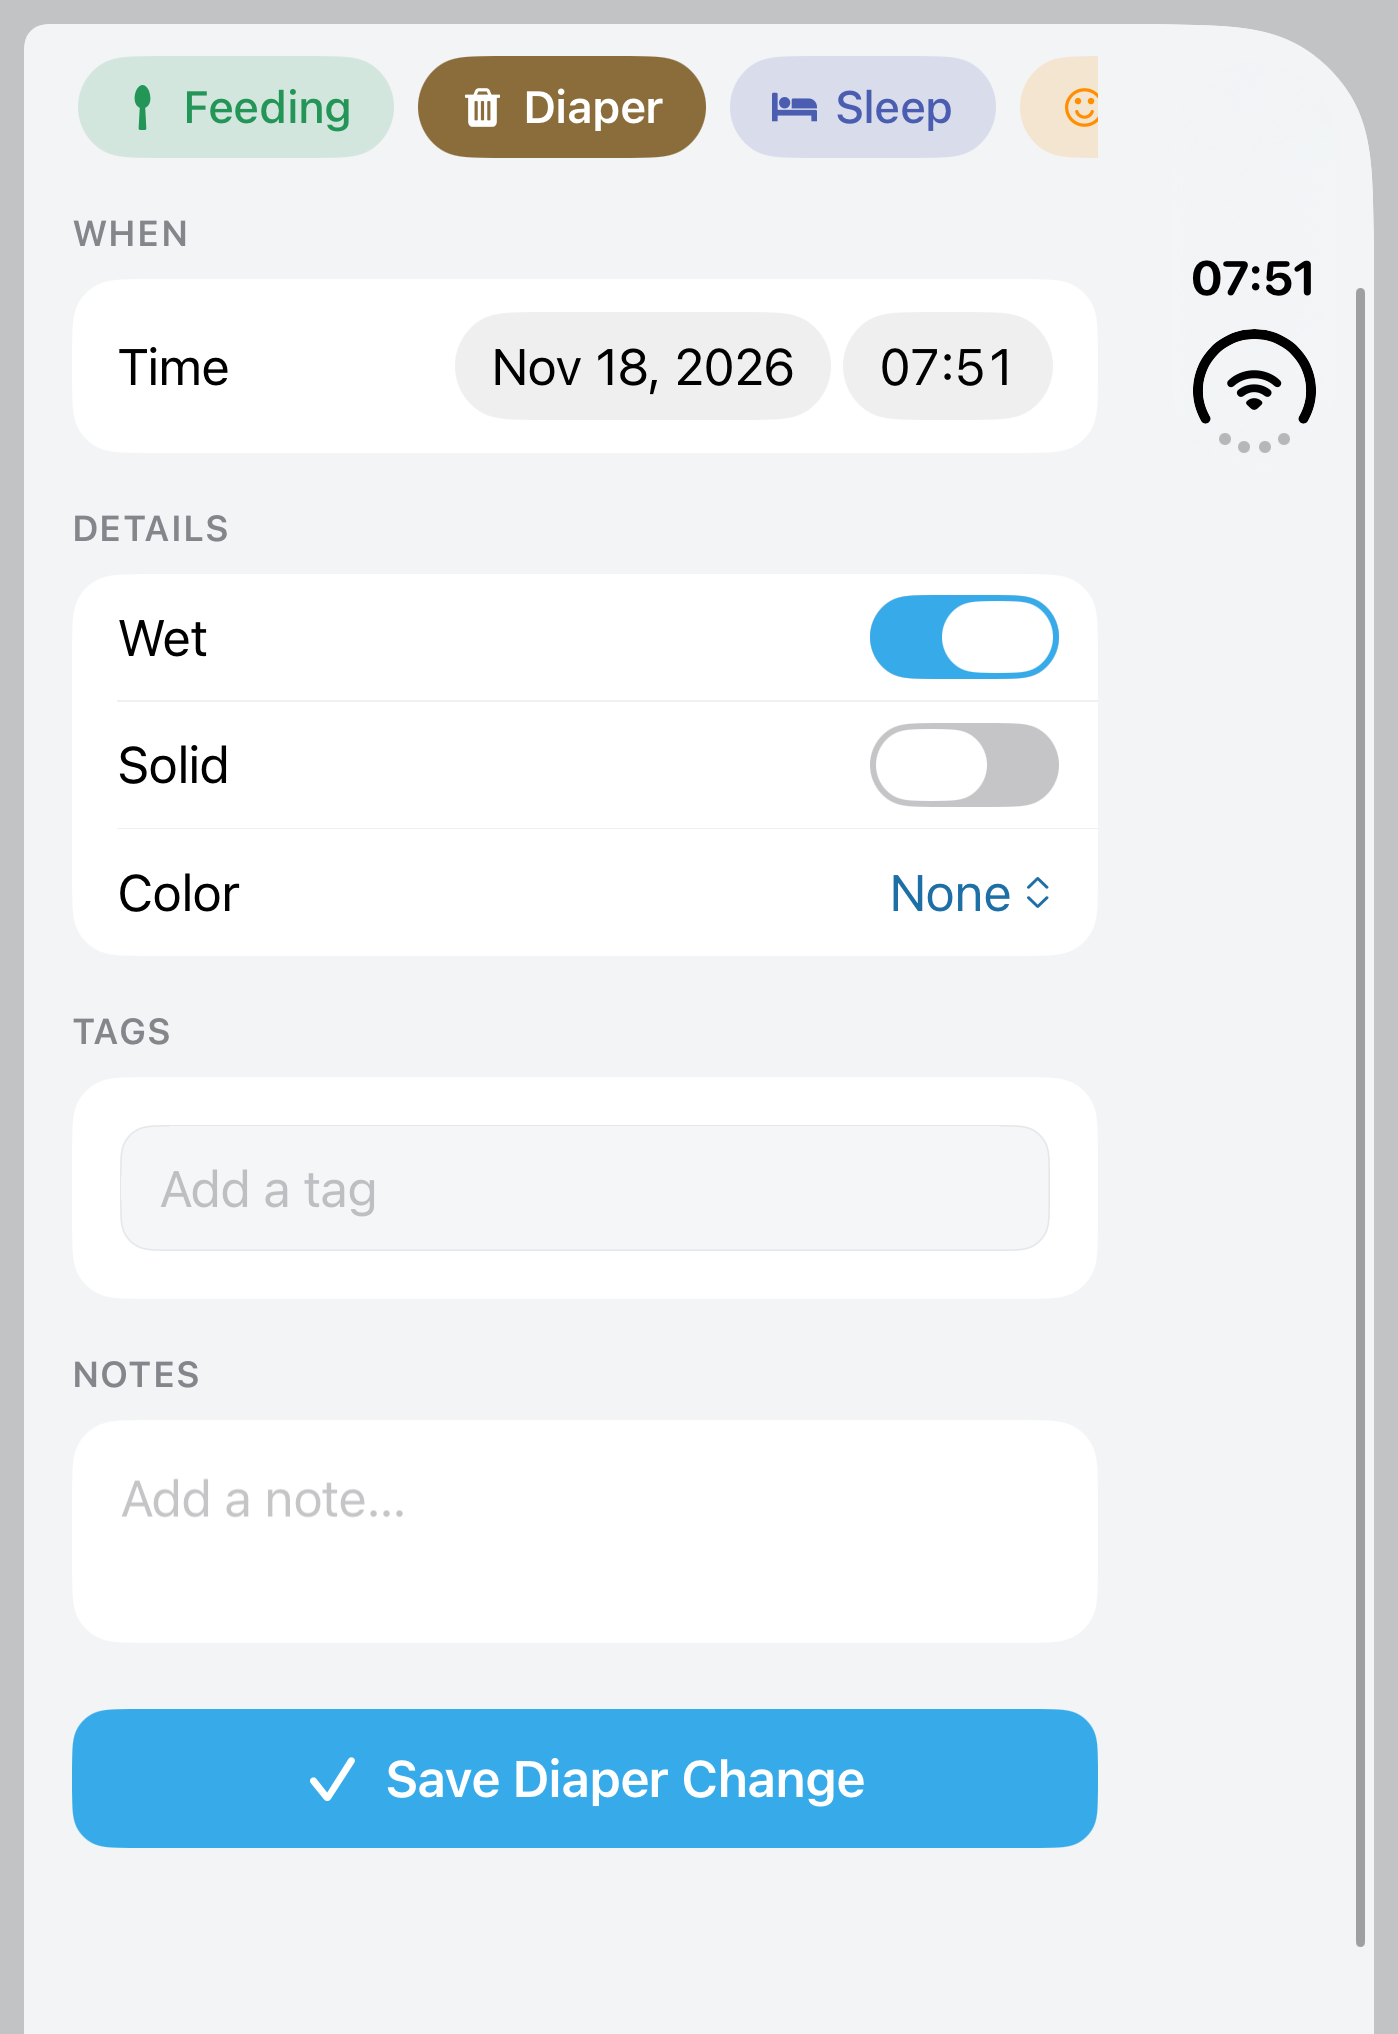 Feeding Diaper Sleep
WHEN
07:51
Time Nov 18, 2026 07:51
DETAILS
Wet
Solid
Color None
TAGS
Add a tag
NOTES
Add a note...
Save Diaper Change